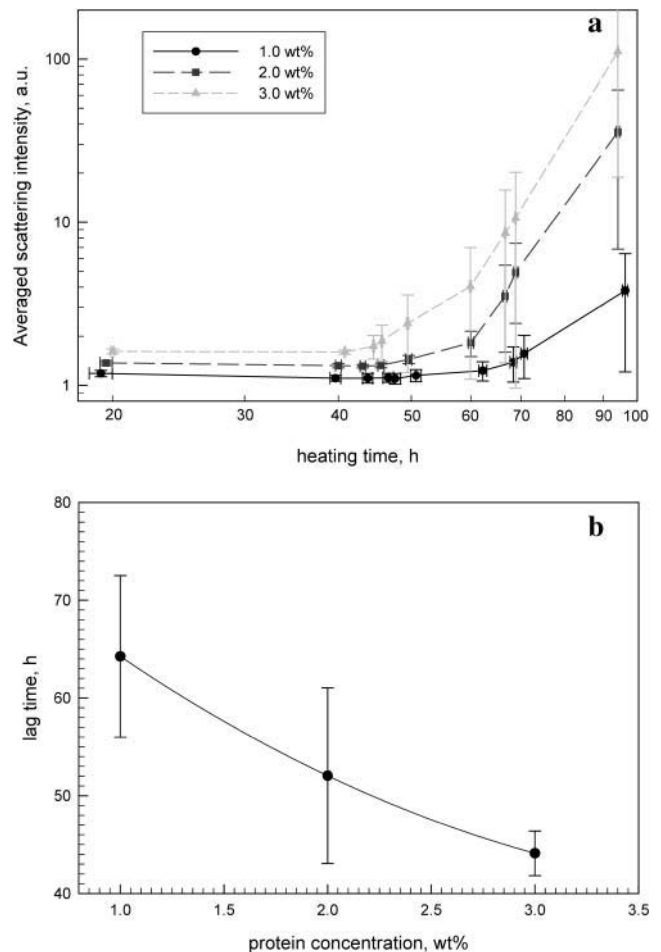 a
1.0 wt%
2.0 wt%
3.0 wt%
Averaged scattering intensity, a.u.
100
10
1
20 30 40 50 60 70 80 90 100
heating time, h
b
lag time, h
80
70
60
50
40
1.0 1.5 2.0 2.5 3.0 3.5
protein concentration, wt%